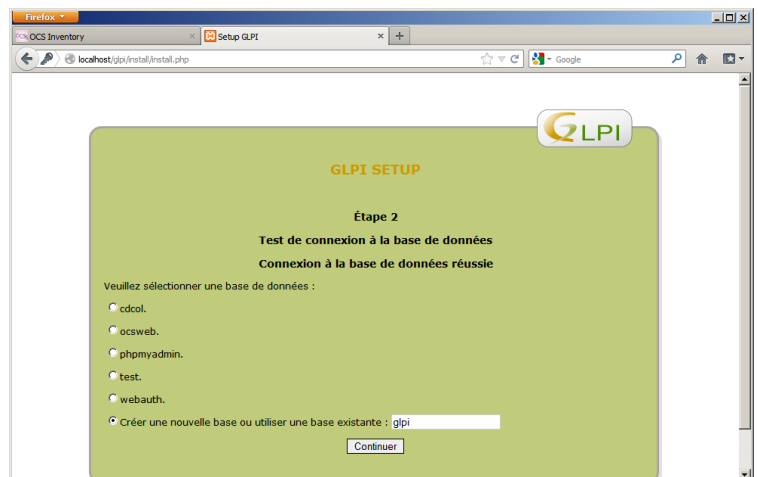 Firefox
OCS Inventory
Setup GLPI
localhost/glpi/install/install.php
Google
GLPI
GLPI SETUP
Étape 2
Test de connexion à la base de données
Connexion à la base de données réussie
Veuillez sélectionner une base de données :
cdcol.
ocsweb.
phpmyadmin.
test.
webauth.
Créer une nouvelle base ou utiliser une base existante : glpi
Continuer